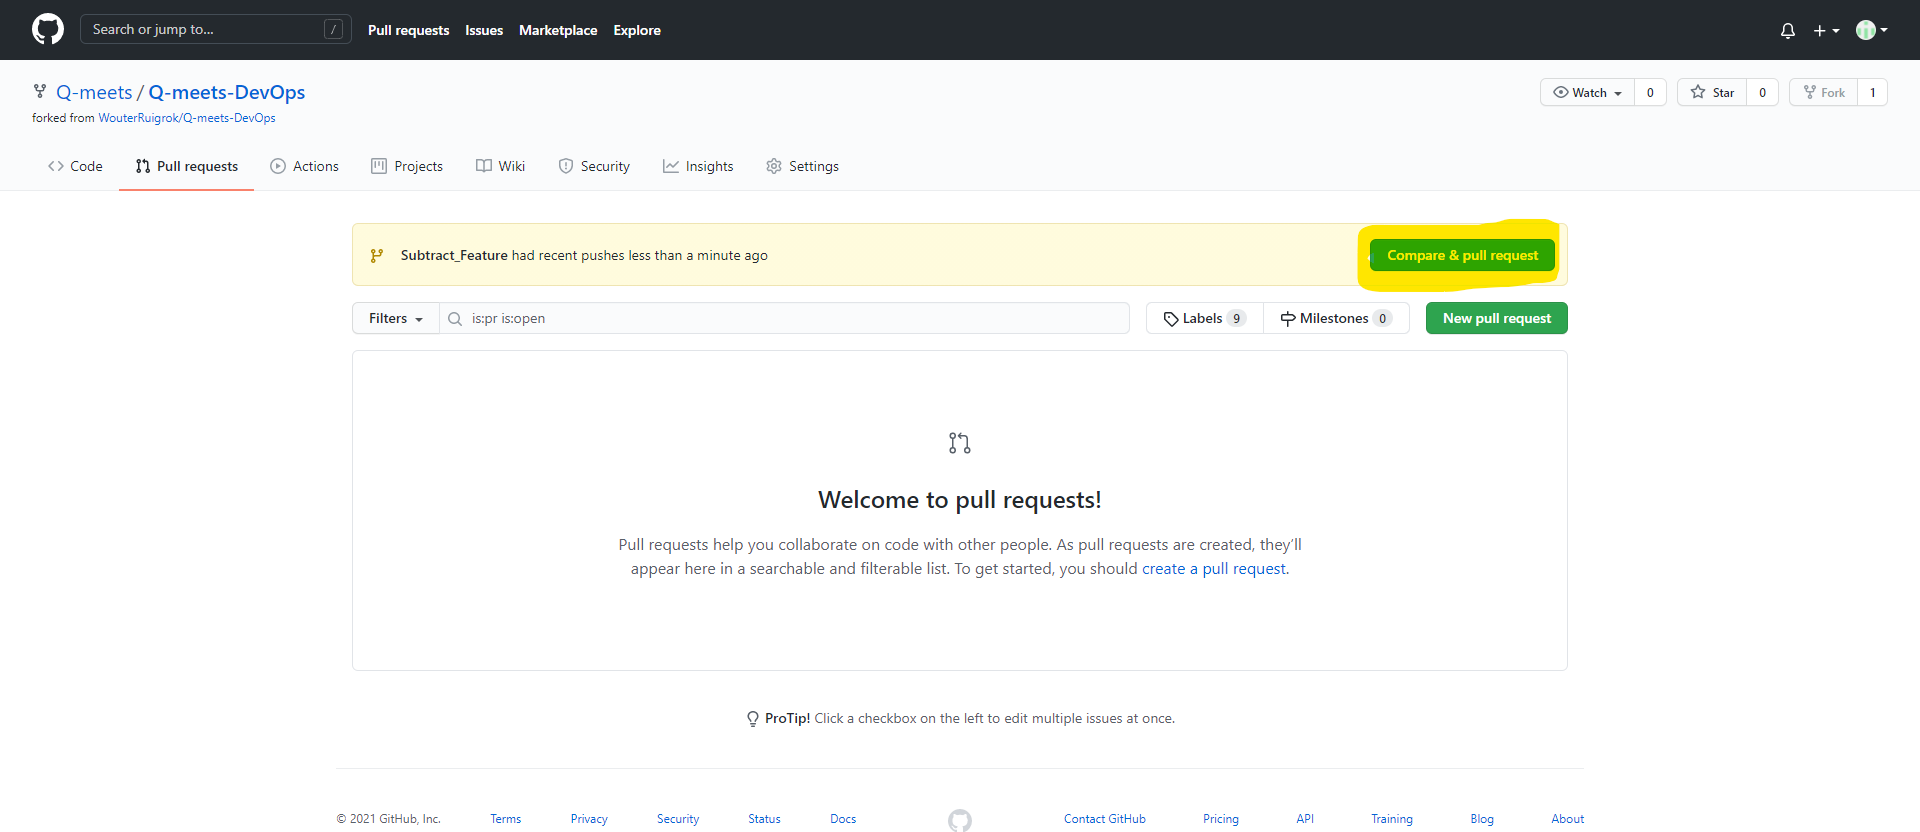 Search or jump to... / Pull requests Issues Marketplace Explore
Q-meets / Q-meets-DevOps Watch 0 Star 0 Fork 1
forked from WouterRuigrok/Q-meets-DevOps
Code Pull requests Actions Projects Wiki Security Insights Settings
Subtract_Feature had recent pushes less than a minute ago Compare & pull request
Filters is:pr is:open Labels 9 Milestones 0 New pull request
Welcome to pull requests!
Pull requests help you collaborate on code with other people. As pull requests are created, they’ll
appear here in a searchable and filterable list. To get started, you should create a pull request.
ProTip! Click a checkbox on the left to edit multiple issues at once.
© 2021 GitHub, Inc. Terms Privacy Security Status Docs Contact GitHub Pricing API Training Blog About